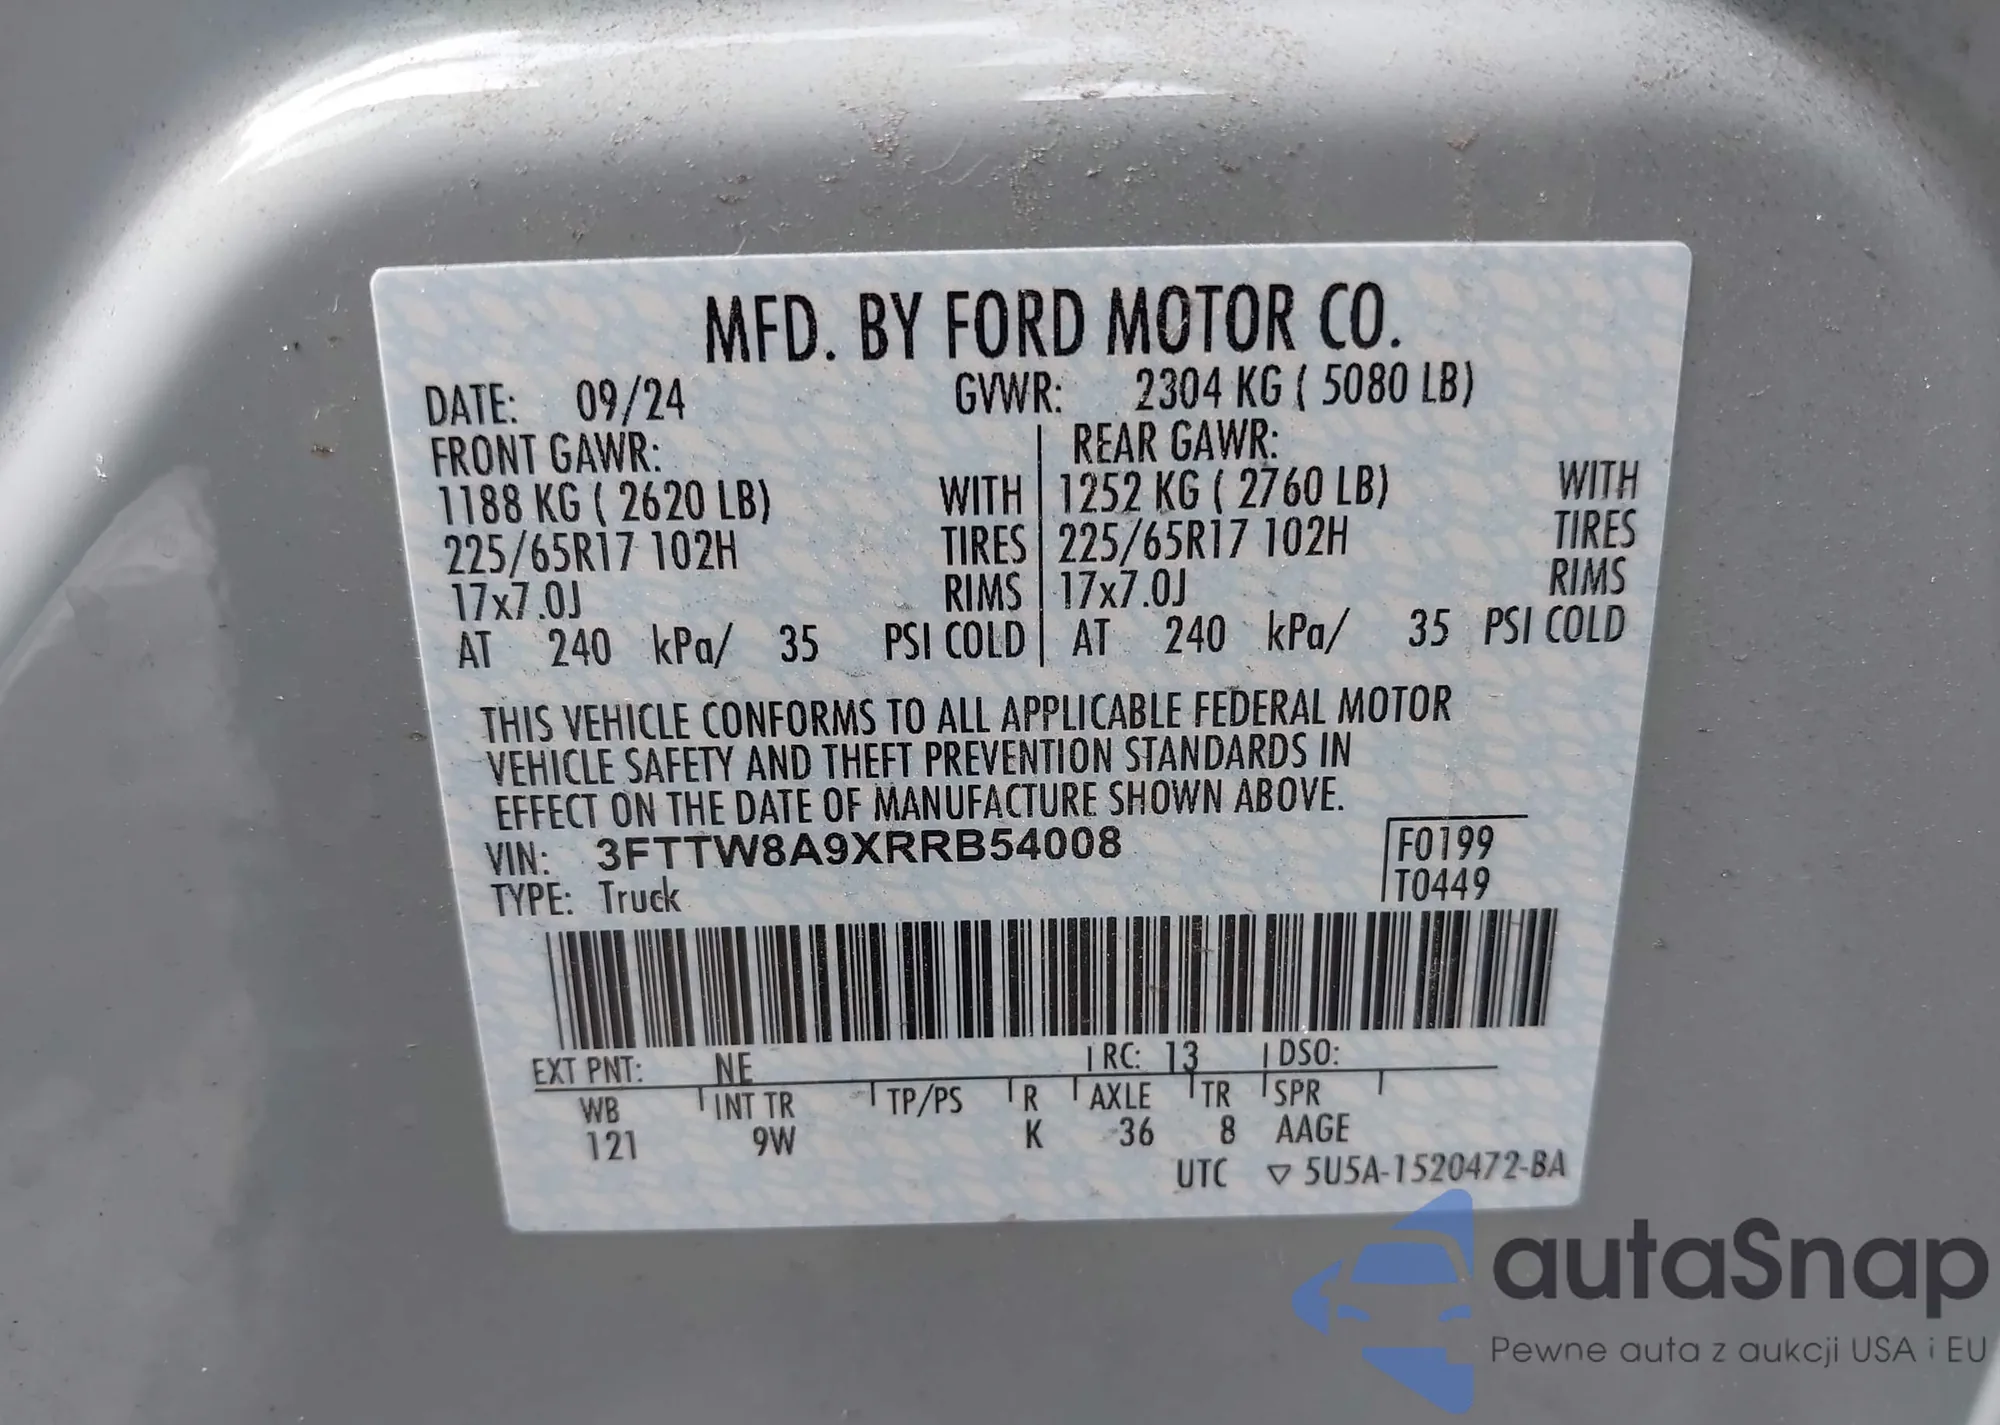 MFD. BY FORD MOTOR CO.
DATE: 09/24 GVWR: 2304 KG ( 5080 LB)
FRONT GAWR: REAR GAWR:
1188 KG ( 2620 LB) WITH 1252 KG ( 2760 LB) WITH
225/65R17 102H TIRES 225/65R17 102H TIRES
17x7.0J RIMS 17x7.0J RIMS
AT 240 kPa/ 35 PSI COLD AT 240 kPa/ 35 PSI COLD
THIS VEHICLE CONFORMS TO ALL APPLICABLE FEDERAL MOTOR
VEHICLE SAFETY AND THEFT PREVENTION STANDARDS IN
EFFECT ON THE DATE OF MANUFACTURE SHOWN ABOVE.
VIN: 3FTTW8A9XRRB54008 F0199
TYPE: Truck T0449
EXT PNT: NE RC: 13 DSO:
WB INT TR TP/PS R AXLE TR SPR
121 9W K 36 8 AAGE
UTC ▽ 5U5A-1520472-BA
autaSnap
Pewne auta z aukcji USA i EU